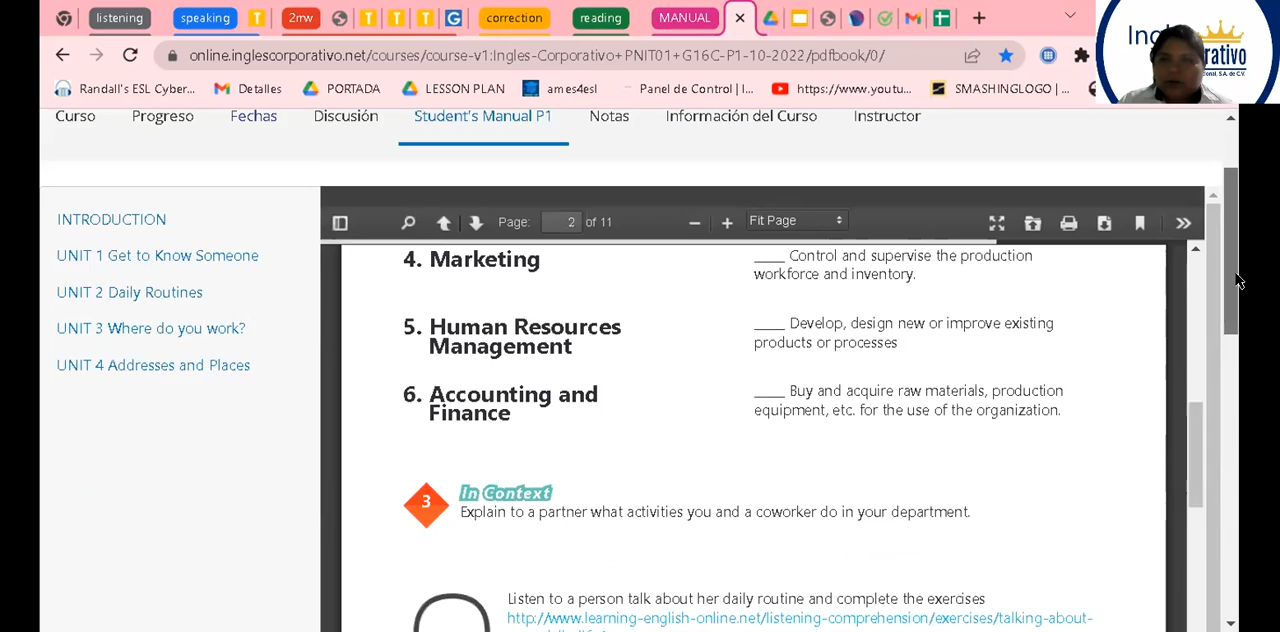 listening speaking 2mw correction reading MANUAL
online.inglescorporativo.net/courses/course-v1:Ingles-Corporativo+PNIT01+G16C-P1-10-2022/pdfbook/0/
Randall's ESL Cyber... Detalles PORTADA LESSON PLAN ames4esl Panel de Control | I... https://www.youtu... SMASHINGLOGO | ...
Curso Progreso Fechas Discusión Student's Manual P1 Notas Información del Curso Instructor
Page: 2 of 11 Fit Page
INTRODUCTION
UNIT 1 Get to Know Someone
UNIT 2 Daily Routines
UNIT 3 Where do you work?
UNIT 4 Addresses and Places
4. Marketing
____ Control and supervise the production
workforce and inventory.
5. Human Resources
Management
____ Develop, design new or improve existing
products or processes
6. Accounting and
Finance
____ Buy and acquire raw materials, production
equipment, etc. for the use of the organization.
3
In Context
Explain to a partner what activities you and a coworker do in your department.
Listen to a person talk about her daily routine and complete the exercises
http://www.learning-english-online.net/listening-comprehension/exercises/talking-about-